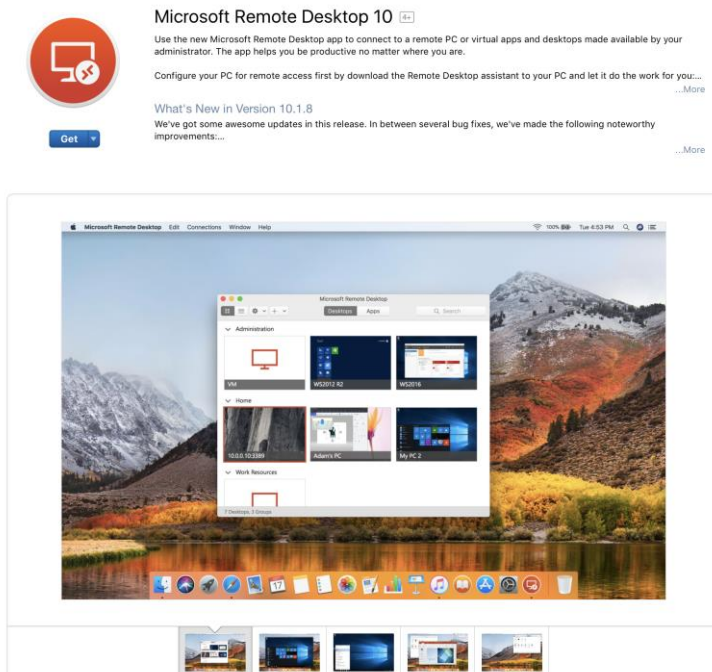 Microsoft Remote Desktop 10 4+
Use the new Microsoft Remote Desktop app to connect to a remote PC or virtual apps and desktops made available by your
administrator. The app helps you be productive no matter where you are.
Configure your PC for remote access first by download the Remote Desktop assistant to your PC and let it do the work for you:...
...More
What's New in Version 10.1.8
Get
We've got some awesome updates in this release. In between several bug fixes, we've made the following noteworthy
improvements:...
...More
Microsoft Remote Desktop Edit Connections Window Help 100% Tue 4:53 PM
Microsoft Remote Desktop
Desktops Apps Search
Administration
VM WS2012 R2 WS2016
Home
10.0.0.10:3389 Adam's PC My PC 2
Work Resources
7 Desktops, 3 Groups
17